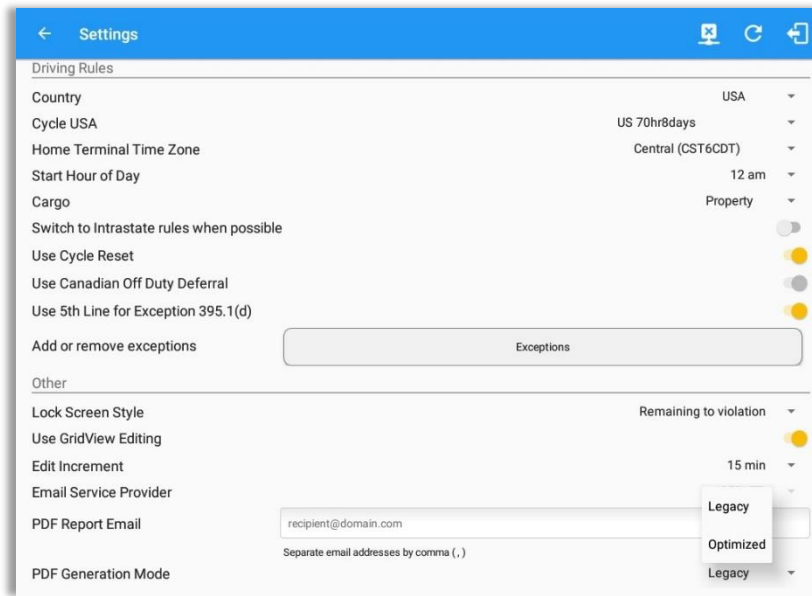 Settings
Driving Rules
Country USA
Cycle USA US 70hr8days
Home Terminal Time Zone Central (CST6CDT)
Start Hour of Day 12 am
Cargo Property
Switch to Intrastate rules when possible
Use Cycle Reset
Use Canadian Off Duty Deferral
Use 5th Line for Exception 395.1(d)
Add or remove exceptions Exceptions
Other
Lock Screen Style Remaining to violation
Use GridView Editing
Edit Increment 15 min
Email Service Provider
Legacy
PDF Report Email recipient@domain.com
Optimized
Separate email addresses by comma ( , )
PDF Generation Mode Legacy